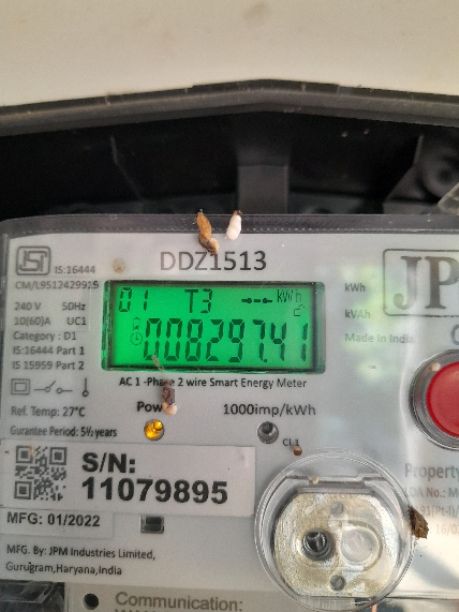 DDZ1513
IS:16444
CM/L9512429915
240 V 50Hz
10(60)A UC1
Category : D1
IS:16444 Part 1
IS 15959 Part 2
01 T3 kWh
008297.41
kWh
kVAh
Made in India
JP
AC 1 -Phase 2 wire Smart Energy Meter
Ref. Temp: 27°C
Gurantee Period: 5½ years
Pow
1000imp/kWh
S/N:
11079895
MFG: 01/2022
MFG. By: JPM Industries Limited,
Gurugram,Haryana,India
Property
Communication: